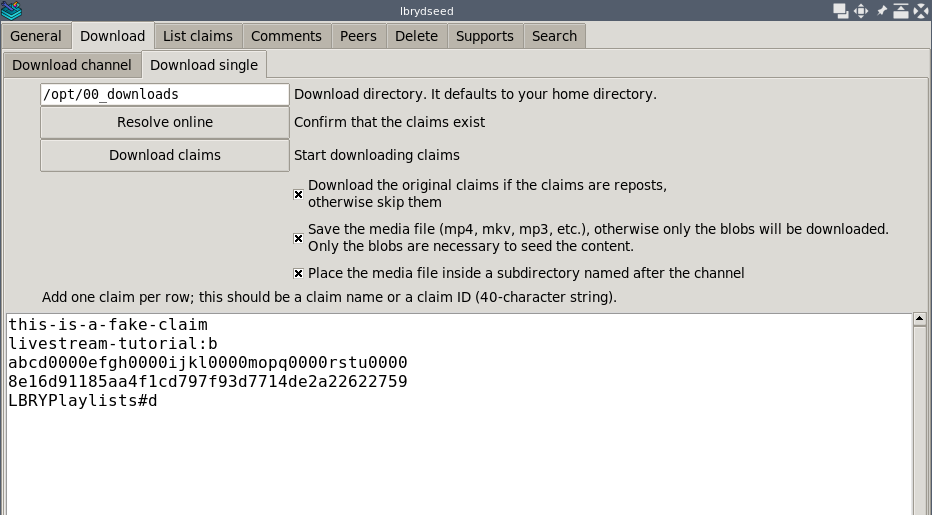 lbrydseed
General Download List claims Comments Peers Delete Supports Search
Download channel Download single
/opt/00_downloads Download directory. It defaults to your home directory.
Resolve online Confirm that the claims exist
Download claims Start downloading claims
Download the original claims if the claims are reposts,
otherwise skip them
Save the media file (mp4, mkv, mp3, etc.), otherwise only the blobs will be downloaded.
Only the blobs are necessary to seed the content.
Place the media file inside a subdirectory named after the channel
Add one claim per row; this should be a claim name or a claim ID (40-character string).
this-is-a-fake-claim
livestream-tutorial:b
abcd0000efgh0000ijkl0000mopq0000rstu0000
8e16d91185aa4f1cd797f93d7714de2a22622759
LBRYPlaylists#d